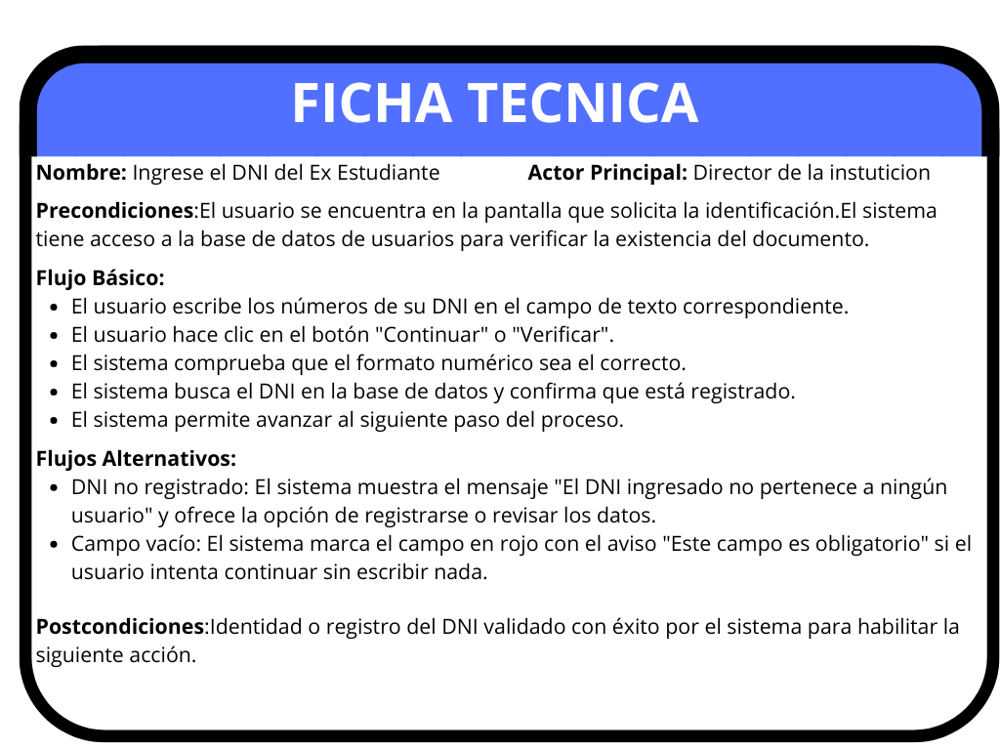 FICHA TECNICA
Nombre: Ingrese el DNI del Ex Estudiante Actor Principal: Director de la instuticion
Precondiciones:El usuario se encuentra en la pantalla que solicita la identificación.El sistema
tiene acceso a la base de datos de usuarios para verificar la existencia del documento.
Flujo Básico:
• El usuario escribe los números de su DNI en el campo de texto correspondiente.
• El usuario hace clic en el botón "Continuar" o "Verificar".
• El sistema comprueba que el formato numérico sea el correcto.
• El sistema busca el DNI en la base de datos y confirma que está registrado.
• El sistema permite avanzar al siguiente paso del proceso.
Flujos Alternativos:
• DNI no registrado: El sistema muestra el mensaje "El DNI ingresado no pertenece a ningún
usuario" y ofrece la opción de registrarse o revisar los datos.
• Campo vacío: El sistema marca el campo en rojo con el aviso "Este campo es obligatorio" si el
usuario intenta continuar sin escribir nada.
Postcondiciones:Identidad o registro del DNI validado con éxito por el sistema para habilitar la
siguiente acción.